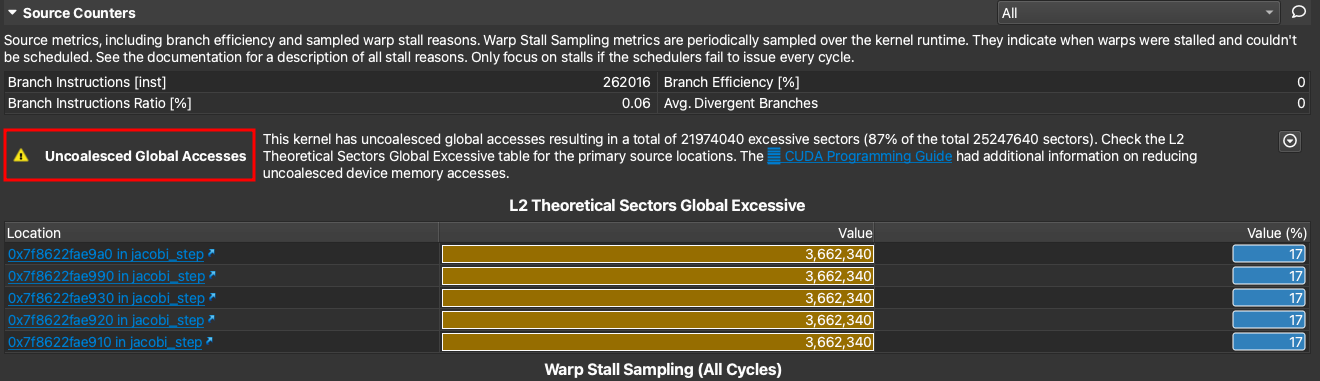 Source Counters
All
Source metrics, including branch efficiency and sampled warp stall reasons. Warp Stall Sampling metrics are periodically sampled over the kernel runtime. They indicate when warps were stalled and couldn't
be scheduled. See the documentation for a description of all stall reasons. Only focus on stalls if the schedulers fail to issue every cycle.
Branch Instructions [inst] 262016 Branch Efficiency [%] 0
Branch Instructions Ratio [%] 0.06 Avg. Divergent Branches 0
Uncoalesced Global Accesses
This kernel has uncoalesced global accesses resulting in a total of 21974040 excessive sectors (87% of the total 25247640 sectors). Check the L2
Theoretical Sectors Global Excessive table for the primary source locations. The CUDA Programming Guide had additional information on reducing
uncoalesced device memory accesses.
L2 Theoretical Sectors Global Excessive
Location Value Value (%)
0x7f8622fae9a0 in jacobi_step 3,662,340 17
0x7f8622fae990 in jacobi_step 3,662,340 17
0x7f8622fae930 in jacobi_step 3,662,340 17
0x7f8622fae920 in jacobi_step 3,662,340 17
0x7f8622fae910 in jacobi_step 3,662,340 17
Warp Stall Sampling (All Cycles)